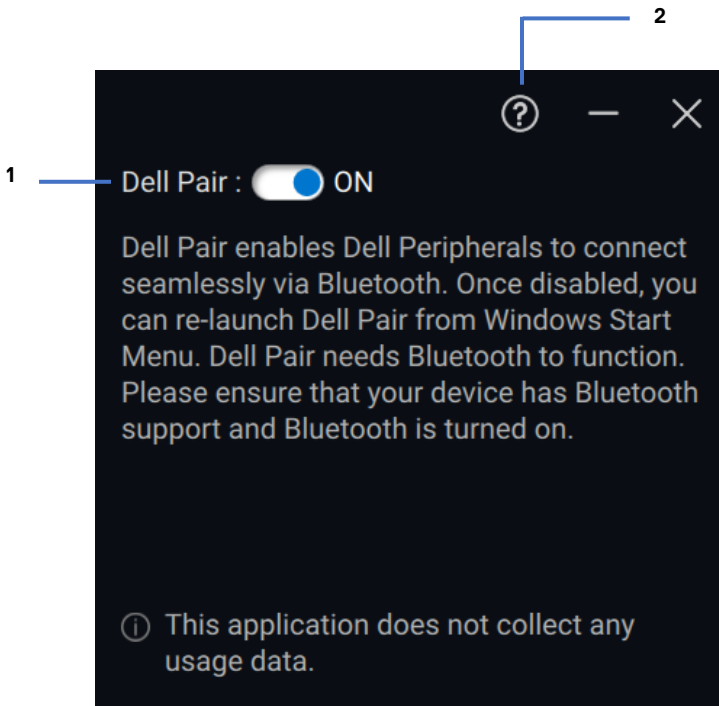 2
1
Dell Pair : ON
Dell Pair enables Dell Peripherals to connect
seamlessly via Bluetooth. Once disabled, you
can re-launch Dell Pair from Windows Start
Menu. Dell Pair needs Bluetooth to function.
Please ensure that your device has Bluetooth
support and Bluetooth is turned on.
This application does not collect any
usage data.